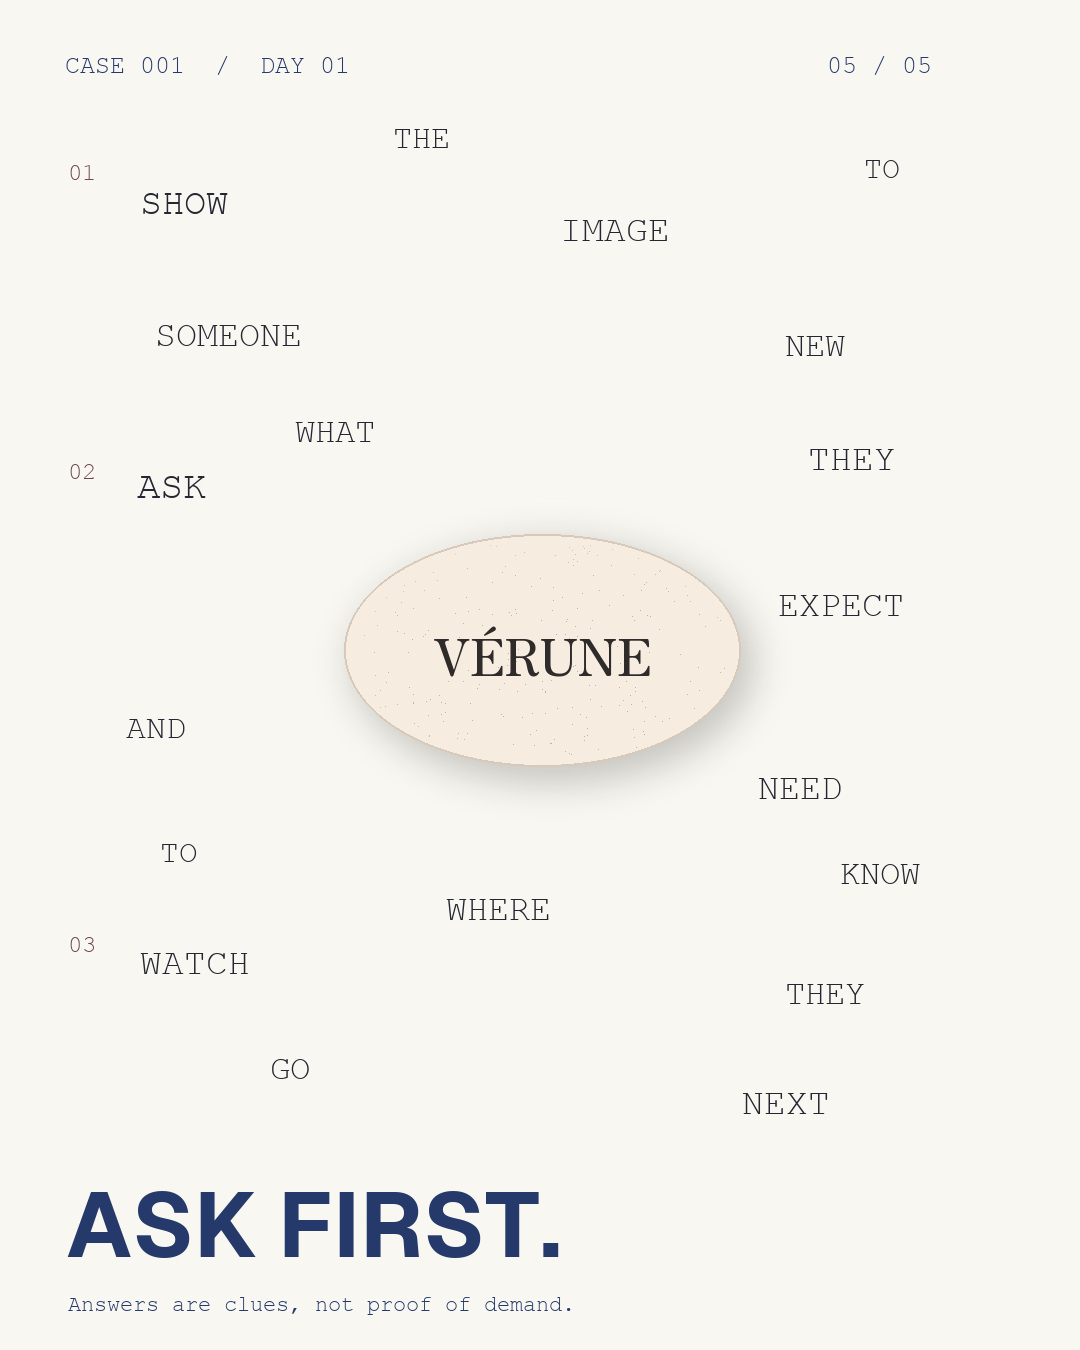 CASE 001 / DAY 01
05 / 05
01
SHOW THE IMAGE TO
SOMEONE NEW
02
ASK WHAT THEY
EXPECT
VÉRUNE
AND NEED
TO KNOW
03
WATCH WHERE THEY
GO NEXT
ASK FIRST.
Answers are clues, not proof of demand.